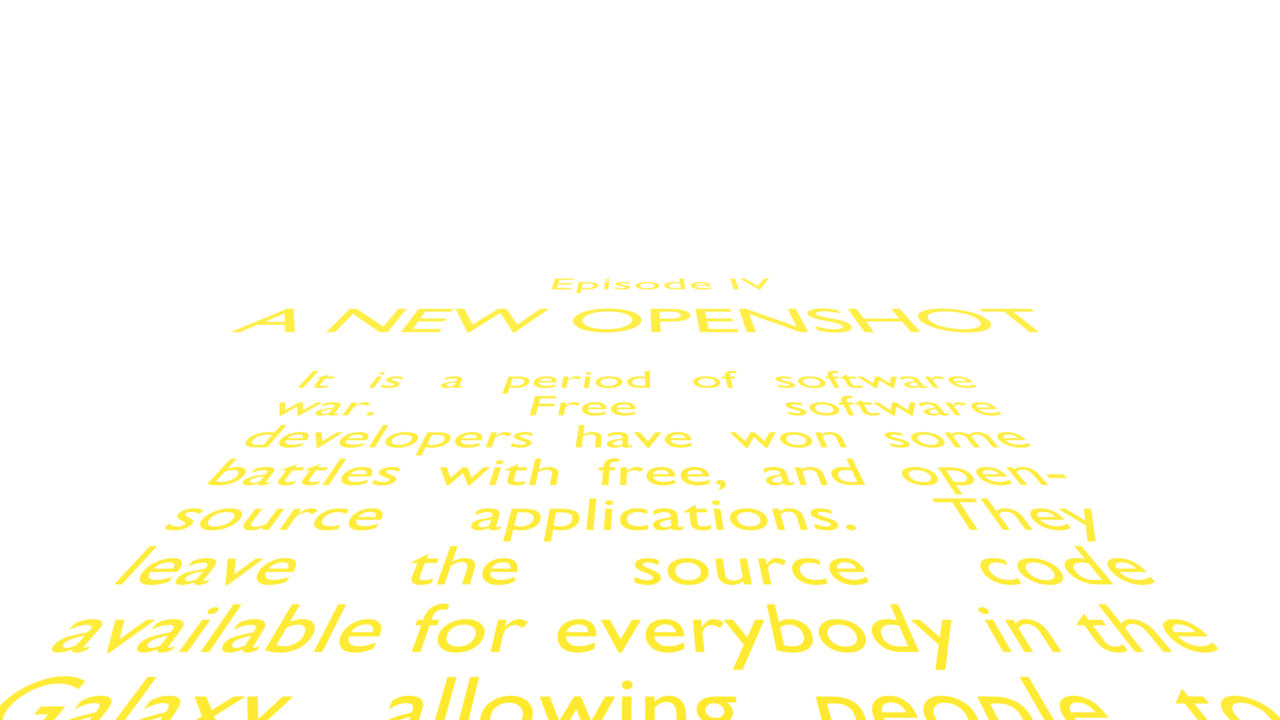 Episode IV
A NEW OPENSHOT
It is a period of software
war. Free software
developers have won some
battles with free, and open-
source applications. They
leave the source code
available for everybody in the
Galaxy, allowing people to